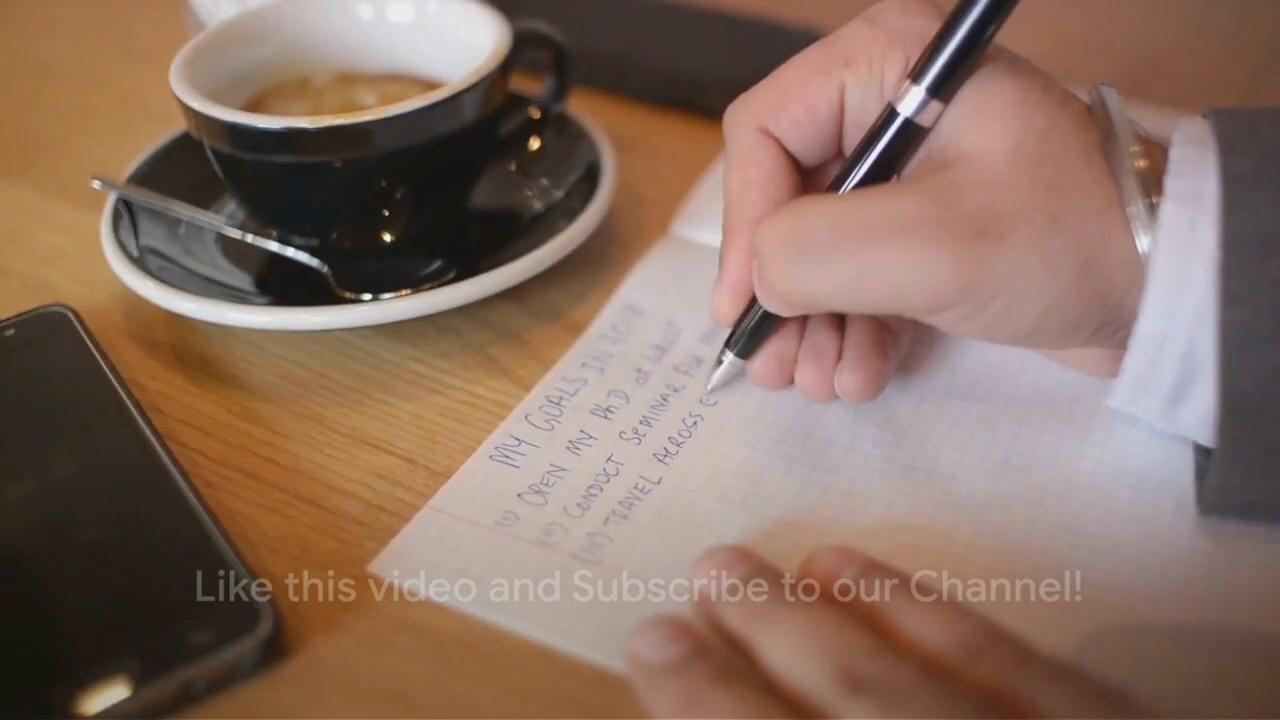 MY GOALS IN
(i) OPEN MY Ph.D at
(ii) CONDUCT SEMINAR FOR
(iii) TRAVEL ACROSS E
Like this video and Subscribe to our Channel!